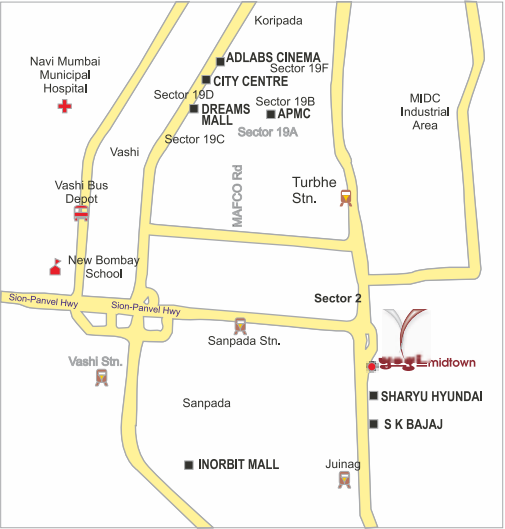 Koripada
Navi Mumbai
Municipal
Hospital
ADLABS CINEMA
Sector 19F
CITY CENTRE
Sector 19D
Sector 19B
DREAMS
MALL
APMC
MIDC
Industrial
Area
Sector 19A
Sector 19C
Vashi
MAFCO Rd
Turbhe
Stn.
Vashi Bus
Depot
New Bombay
School
Sion-Panvel Hwy
Sion-Panvel Hwy
Sector 2
Sanpada Stn.
Vashi Stn.
yogi midtown
SHARYU HYUNDAI
Sanpada
S K BAJAJ
INORBIT MALL
Juinag